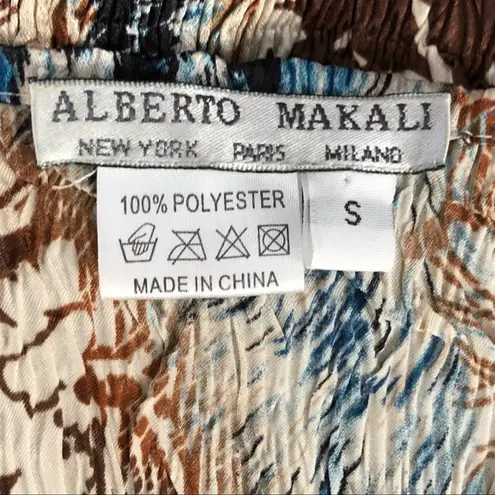 ALBERTO MAKALI
NEW YORK PARIS MILANO
100% POLYESTER
S
MADE IN CHINA